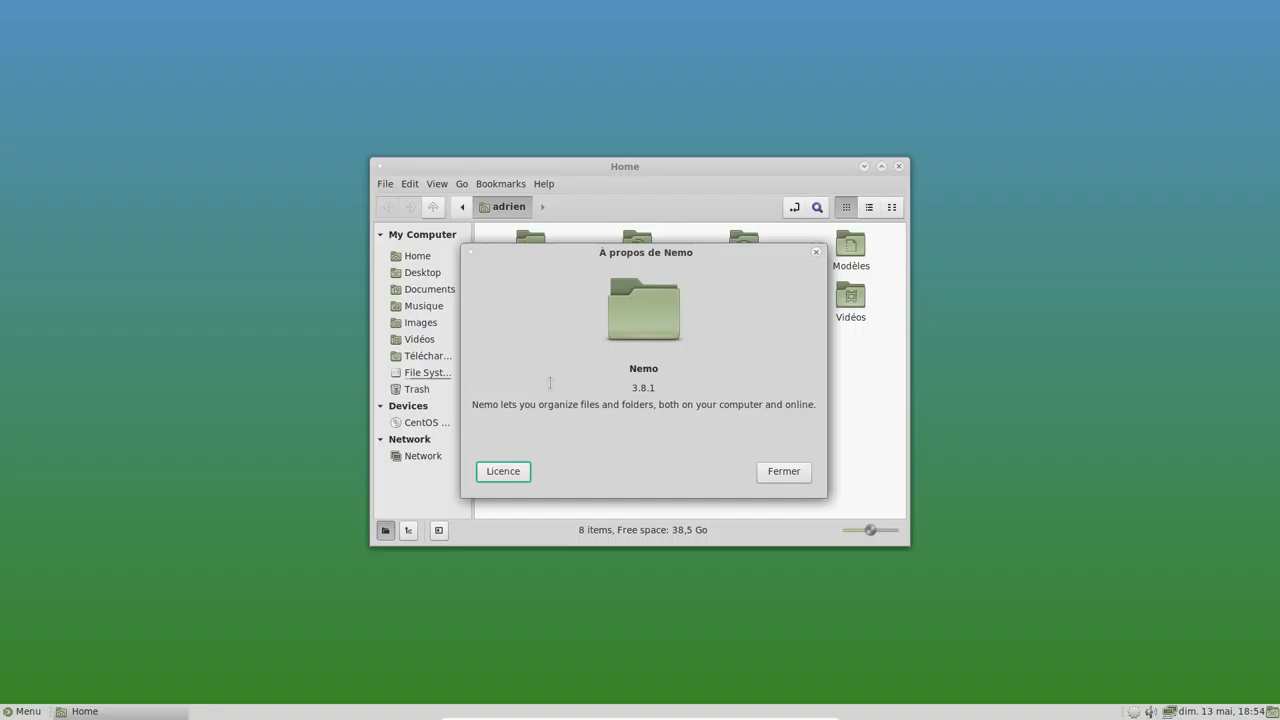 Home
File Edit View Go Bookmarks Help
adrien
My Computer
Home
Desktop
Documents
Musique
Images
Vidéos
Téléchar...
File Syst...
Trash
Devices
CentOS ...
Network
Network
Modèles
Vidéos
À propos de Nemo
Nemo
3.8.1
Nemo lets you organize files and folders, both on your computer and online.
Licence
Fermer
8 items, Free space: 38,5 Go
Menu
Home
dim. 13 mai, 18:54